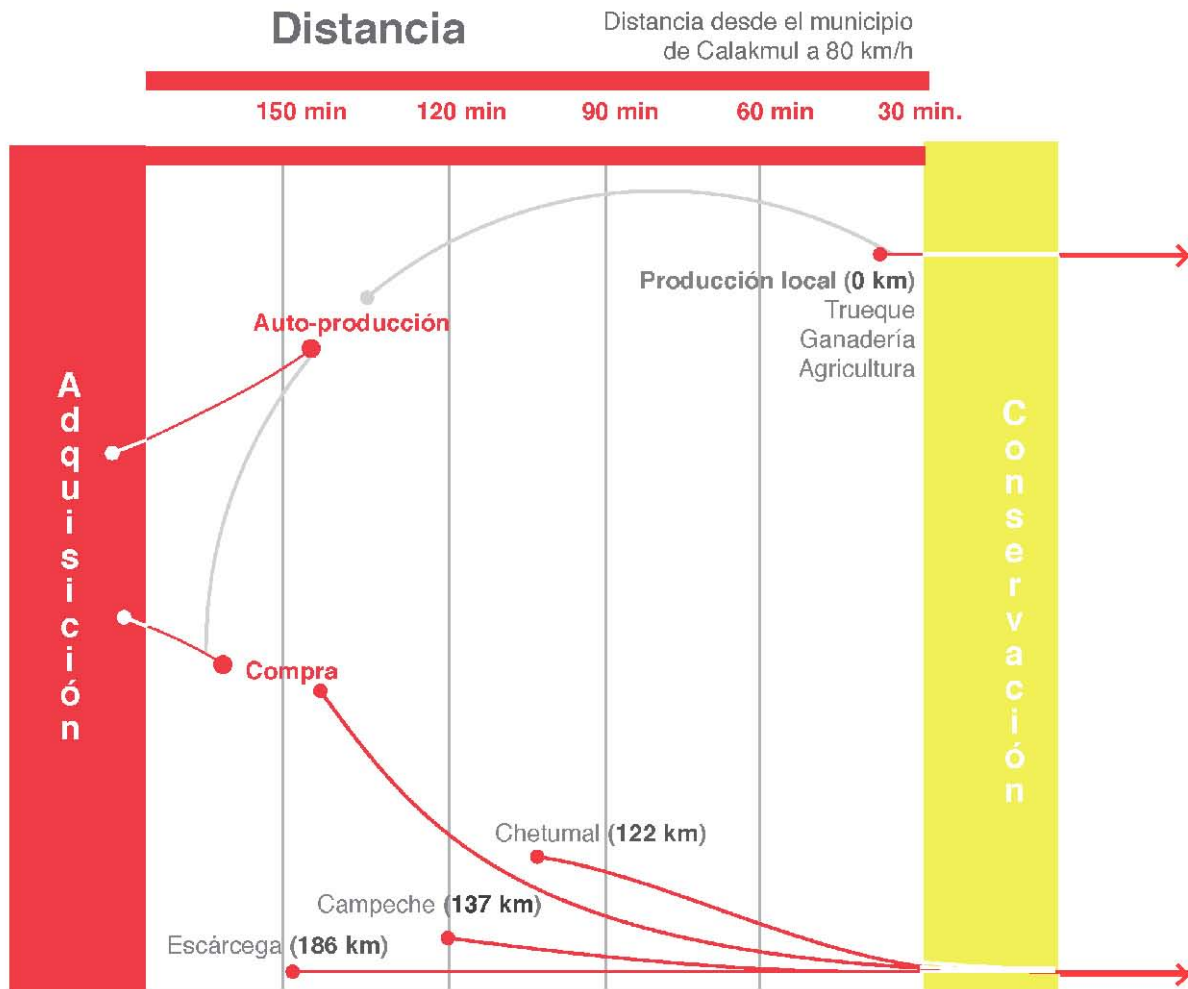 Distancia
Distancia desde el municipio
de Calakmul a 80 km/h
150 min 120 min 90 min 60 min 30 min.
Producción local (0 km)
Trueque
Ganadería
Agricultura
Auto-producción
Adquisición
Conservación
Compra
Chetumal (122 km)
Campeche (137 km)
Escárcega (186 km)